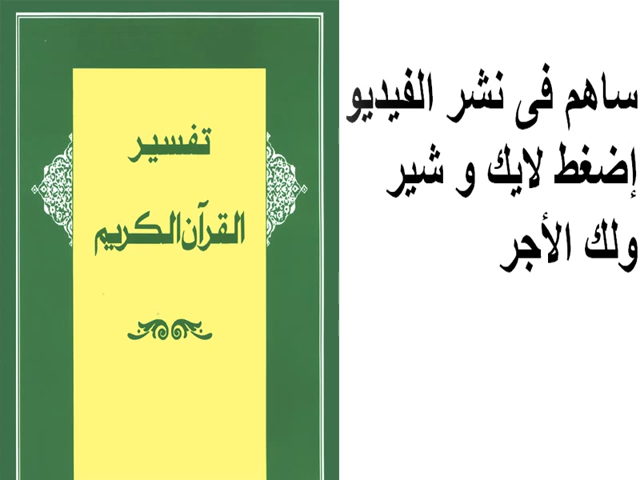 تفسير
القرآن الكريم
ساهم فى نشر الفيديو
إضغط لايك و شير
ولك الأجر